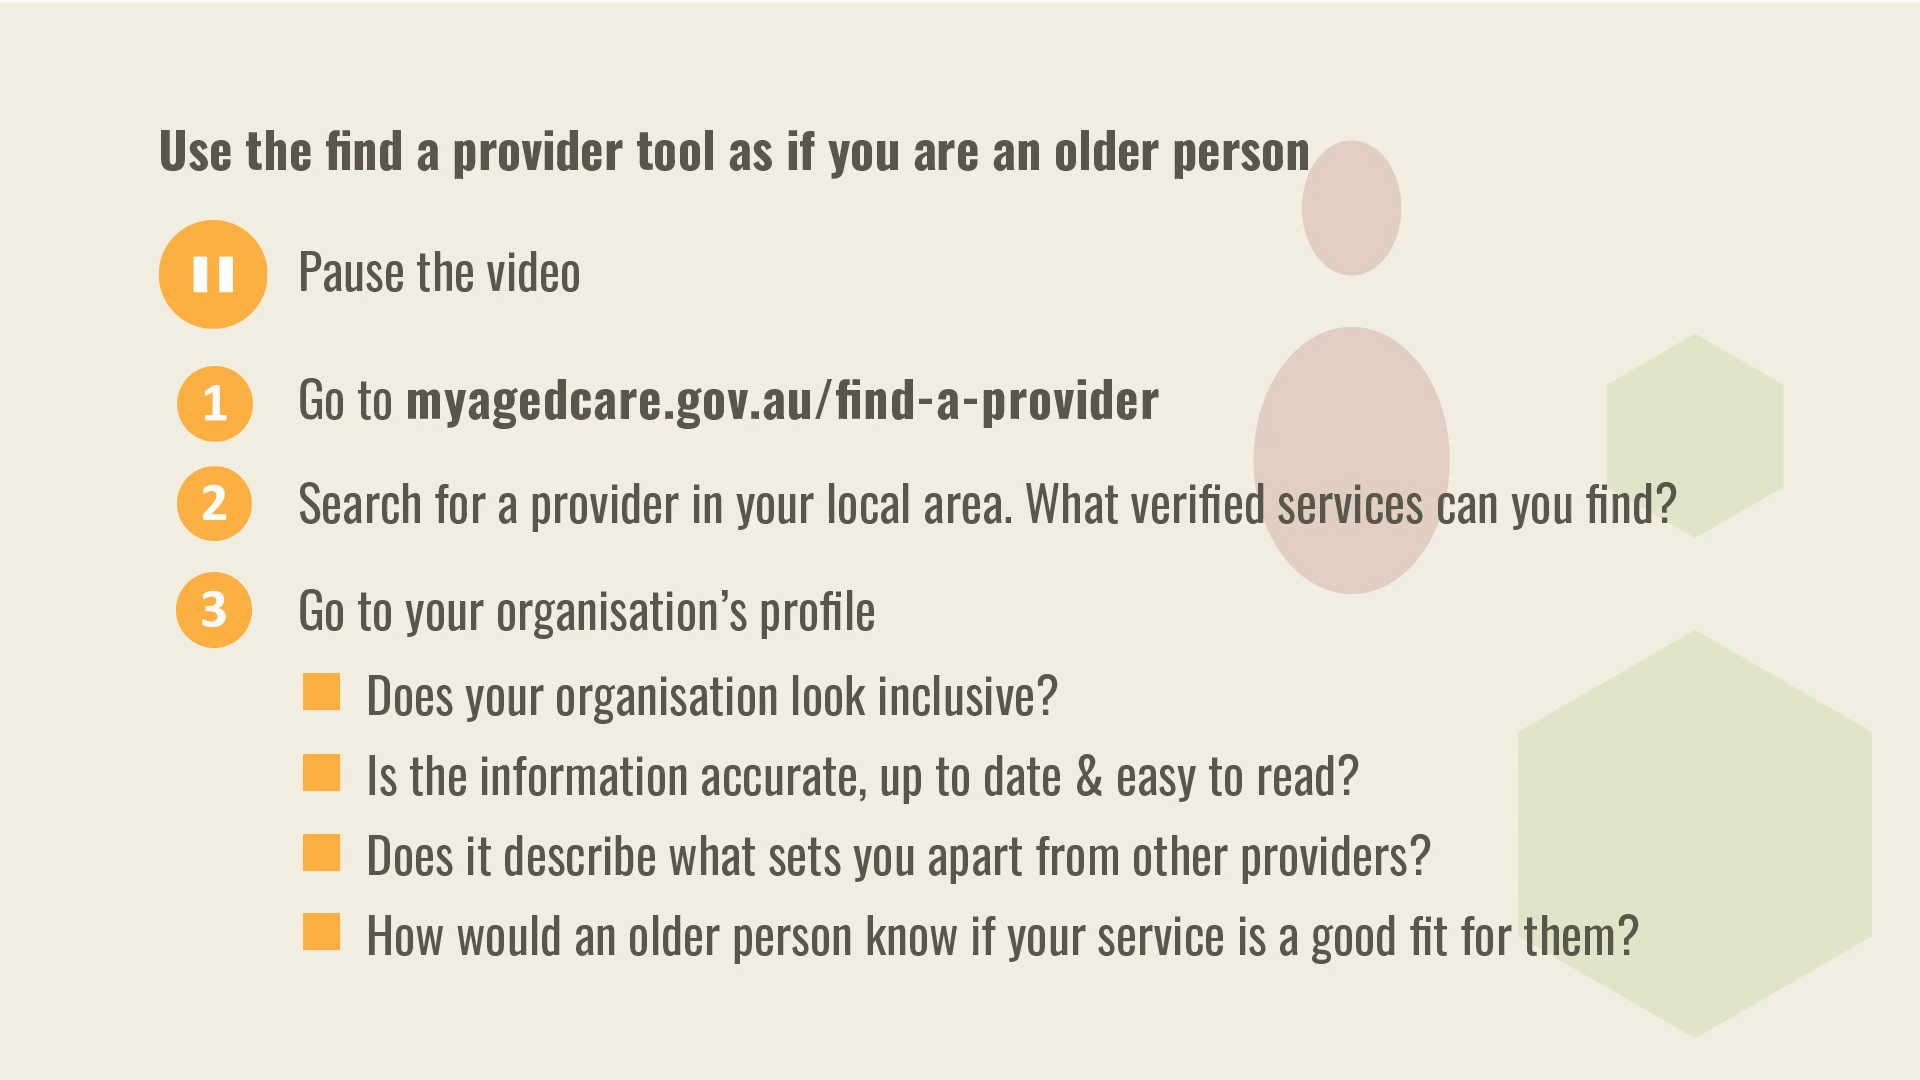 Use the find a provider tool as if you are an older person
Pause the video
1 Go to myagedcare.gov.au/find-a-provider
2 Search for a provider in your local area. What verified services can you find?
3 Go to your organisation’s profile
Does your organisation look inclusive?
Is the information accurate, up to date & easy to read?
Does it describe what sets you apart from other providers?
How would an older person know if your service is a good fit for them?